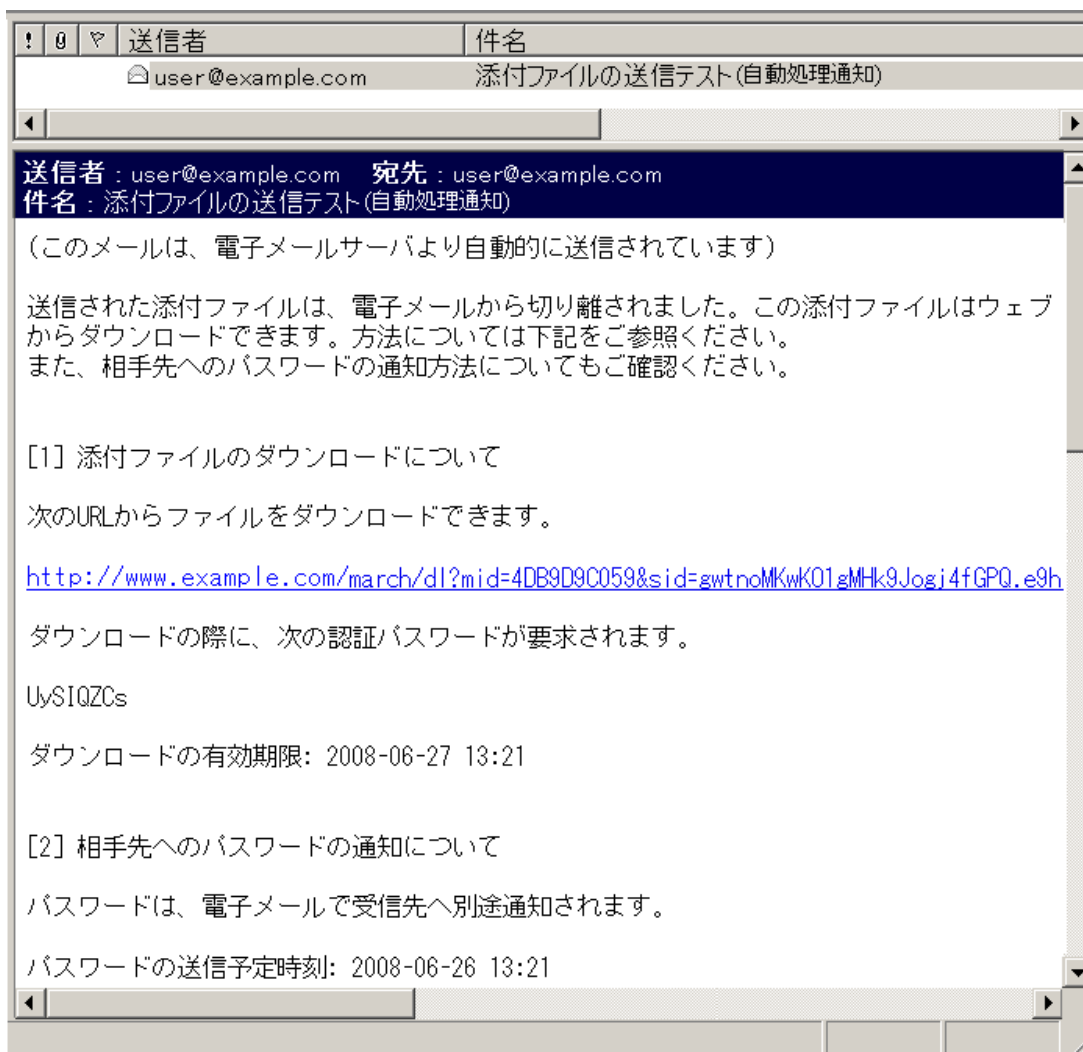 送信者 件名
user@example.com 添付ファイルの送信テスト(自動処理通知)
送信者：user@example.com 宛先：user@example.com
件名：添付ファイルの送信テスト(自動処理通知)
(このメールは、電子メールサーバより自動的に送信されています)
送信された添付ファイルは、電子メールから切り離されました。この添付ファイルはウェブ
からダウンロードできます。方法については下記をご参照ください。
また、相手先へのパスワードの通知方法についてもご確認ください。
[1] 添付ファイルのダウンロードについて
次のURLからファイルをダウンロードできます。
http://www.example.com/march/dl?mid=4DB9D9C059&sid=gwtnoMKwKO1gMHk9Jogj4fGPQ.e9h
ダウンロードの際に、次の認証パスワードが要求されます。
UySIQZCs
ダウンロードの有効期限: 2008-06-27 13:21
[2] 相手先へのパスワードの通知について
パスワードは、電子メールで受信先へ別途通知されます。
パスワードの送信予定時刻: 2008-06-26 13:21